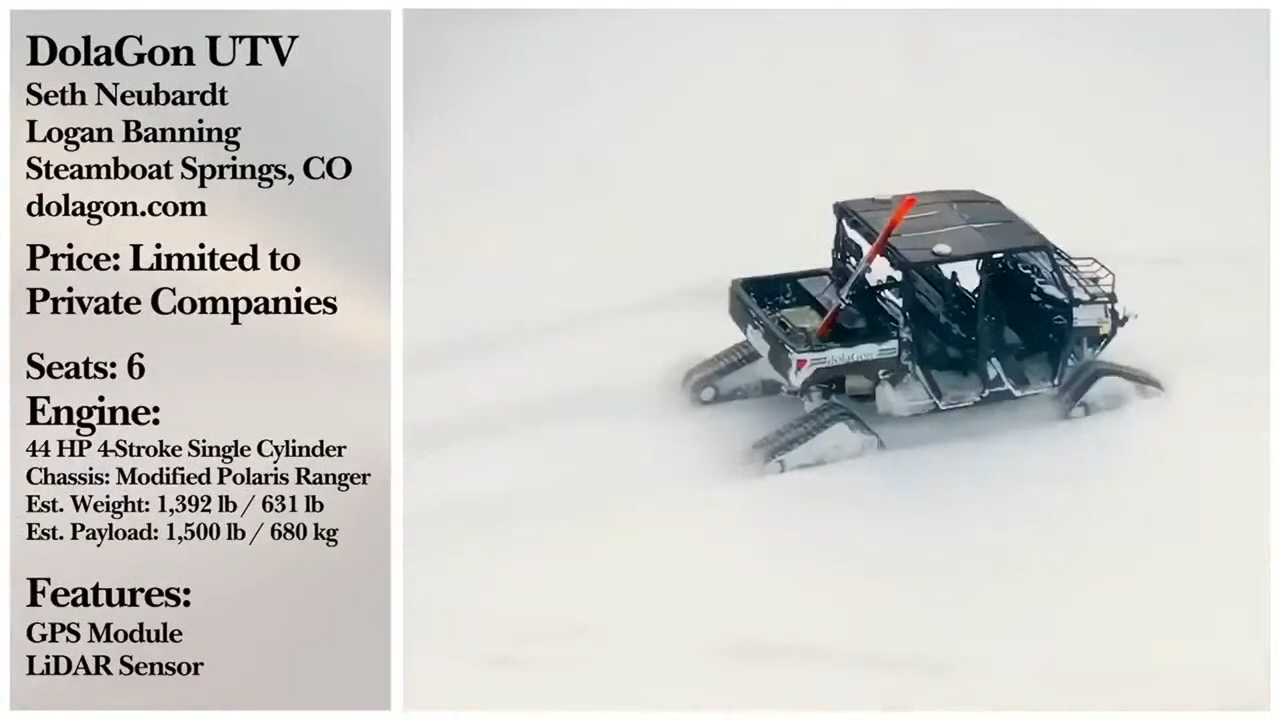 DolaGon UTV
Seth Neubardt
Logan Banning
Steamboat Springs, CO
dolagon.com
Price: Limited to
Private Companies
Seats: 6
Engine:
44 HP 4-Stroke Single Cylinder
Chassis: Modified Polaris Ranger
Est. Weight: 1,392 lb / 631 lb
Est. Payload: 1,500 lb / 680 kg
Features:
GPS Module
LiDAR Sensor
dolaGon